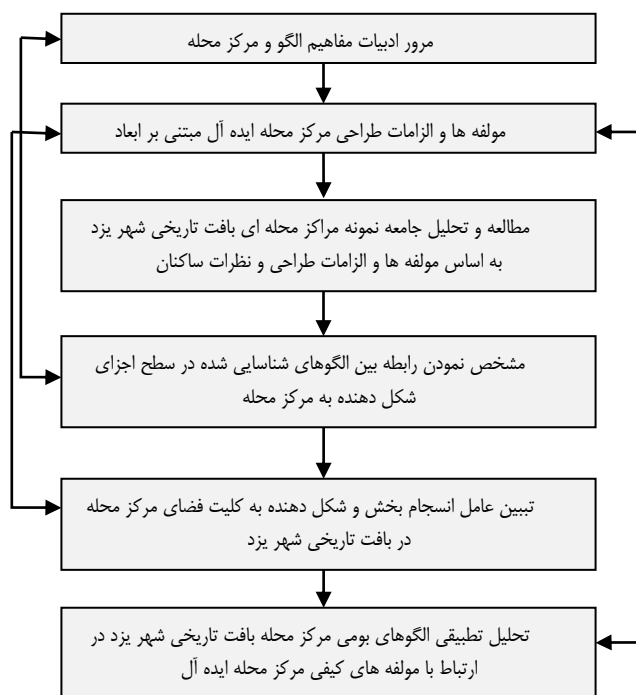 مرور ادبیات مفاهیم الگو و مرکز محله
مولفه ها و الزامات طراحی مرکز محله ایده آل مبتنی بر ابعاد
مطالعه و تحلیل جامعه نمونه مراکز محله ای بافت تاریخی شهر یزد
به اساس مولفه ها و الزامات طراحی و نظرات ساکنان
مشخص نمودن رابطه بین الگوهای شناسایی شده در سطح اجزای
شکل دهنده به مرکز محله
تببین عامل انسجام بخش و شکل دهنده به کلیت فضای مرکز محله
در بافت تاریخی شهر یزد
تحلیل تطبیقی الگوهای بومی مرکز محله بافت تاریخی شهر یزد در
ارتباط با مولفه های کیفی مرکز محله ایده آل